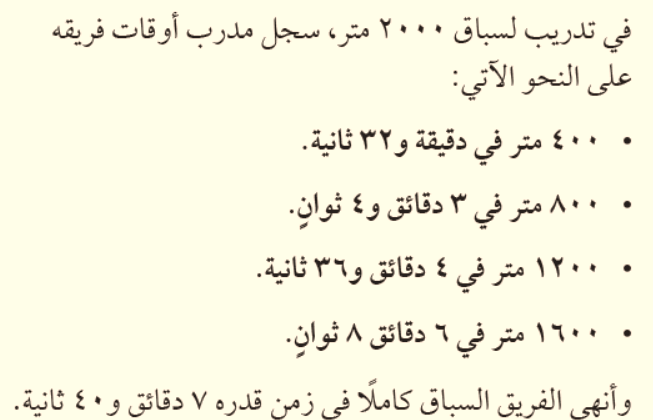 في تدريب لسباق ٢٠٠٠ متر، سجل مدرب أوقات فريقه
على النحو الآتي:
• ٤٠٠ متر في دقيقة و٣٢ ثانية.
• ٨٠٠ متر في ٣ دقائق و٤ ثوانٍ.
• ١٢٠٠ متر في ٤ دقائق و٣٦ ثانية.
• ١٦٠٠ متر في ٦ دقائق ٨ ثوانٍ.
وأنهى الفريق السباق كاملًا في زمن قدره ٧ دقائق و٤٠ ثانية.